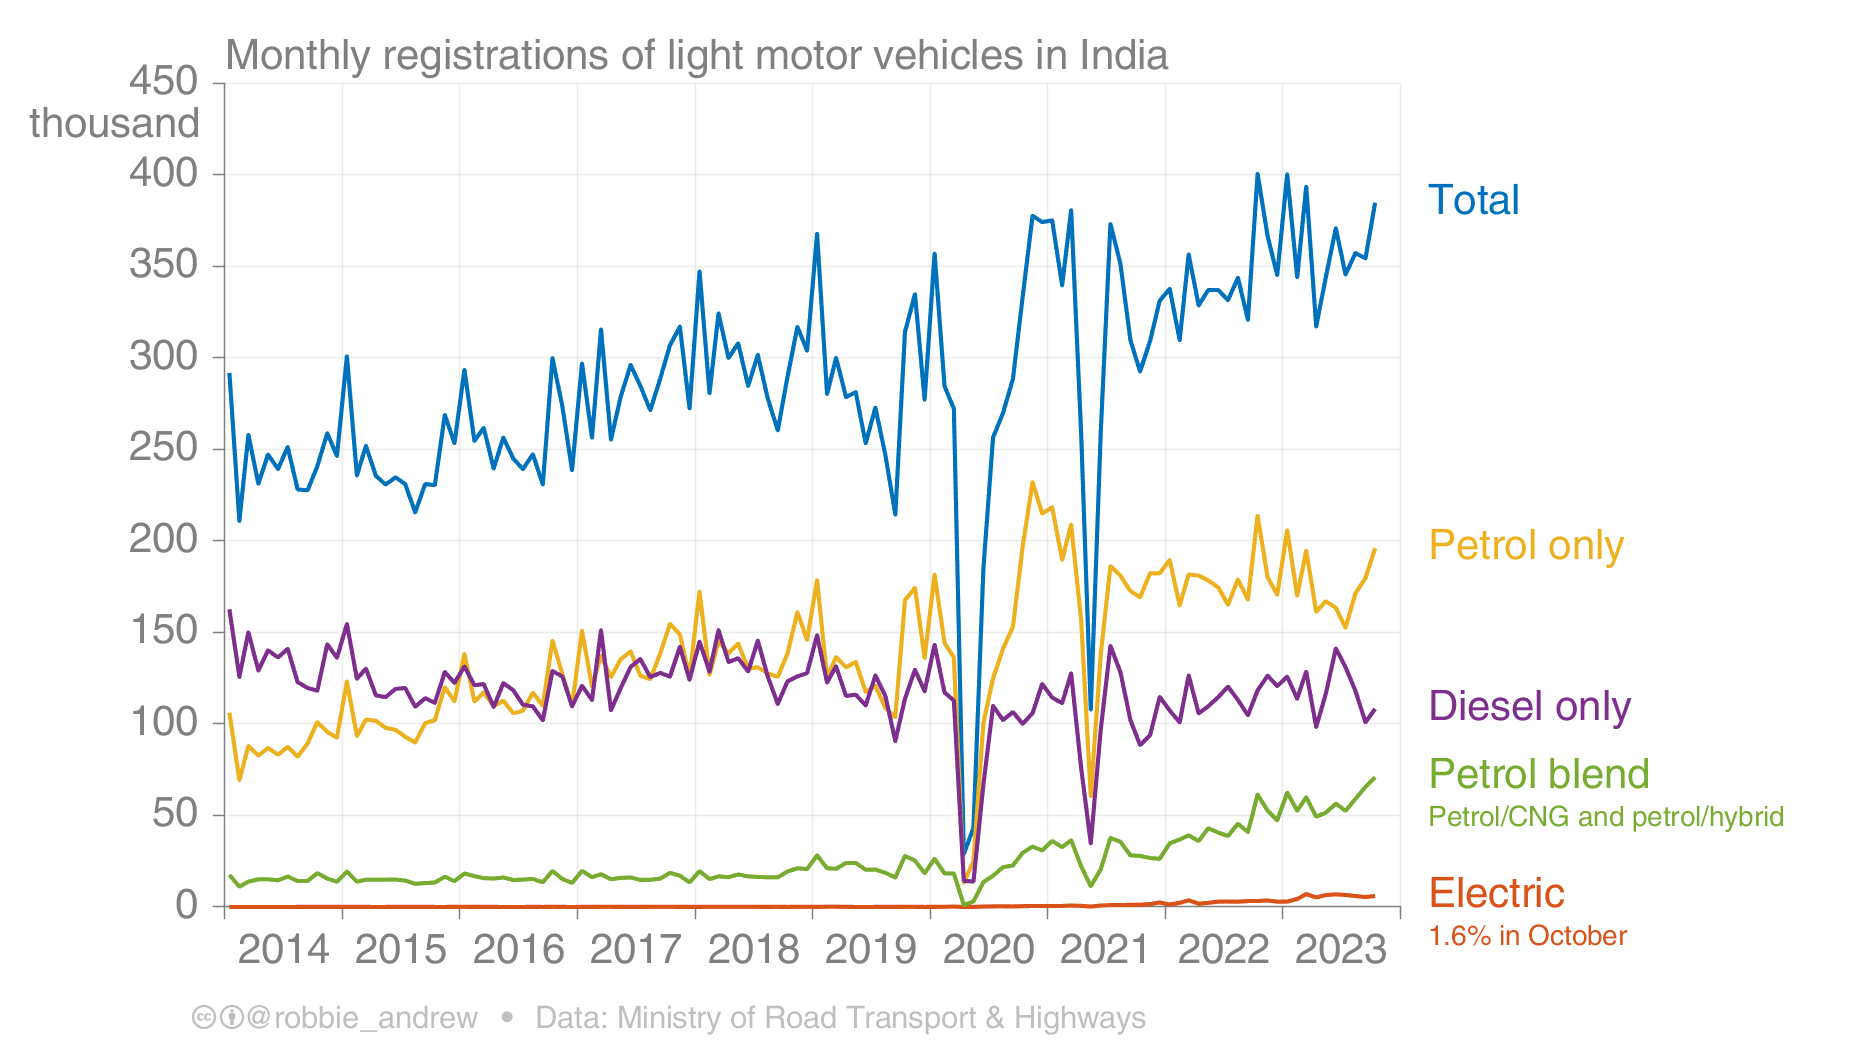 Monthly registrations of light motor vehicles in India
450
thousand
400
350
300
250
200
150
100
50
0
2014 2015 2016 2017 2018 2019 2020 2021 2022 2023
Total
Petrol only
Diesel only
Petrol blend
Petrol/CNG and petrol/hybrid
Electric
1.6% in October
cc @robbie_andrew • Data: Ministry of Road Transport & Highways